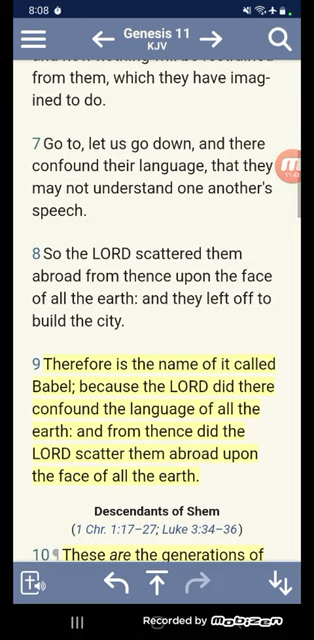 8:08
Genesis 11
KJV
from them, which they have imag-
ined to do.
7 Go to, let us go down, and there
confound their language, that they
may not understand one another's
speech.
8 So the LORD scattered them
abroad from thence upon the face
of all the earth: and they left off to
build the city.
9 Therefore is the name of it called
Babel; because the LORD did there
confound the language of all the
earth: and from thence did the
LORD scatter them abroad upon
the face of all the earth.
Descendants of Shem
(1 Chr. 1:17–27; Luke 3:34–36)
10 ¶ These are the generations of
Recorded by mobizen